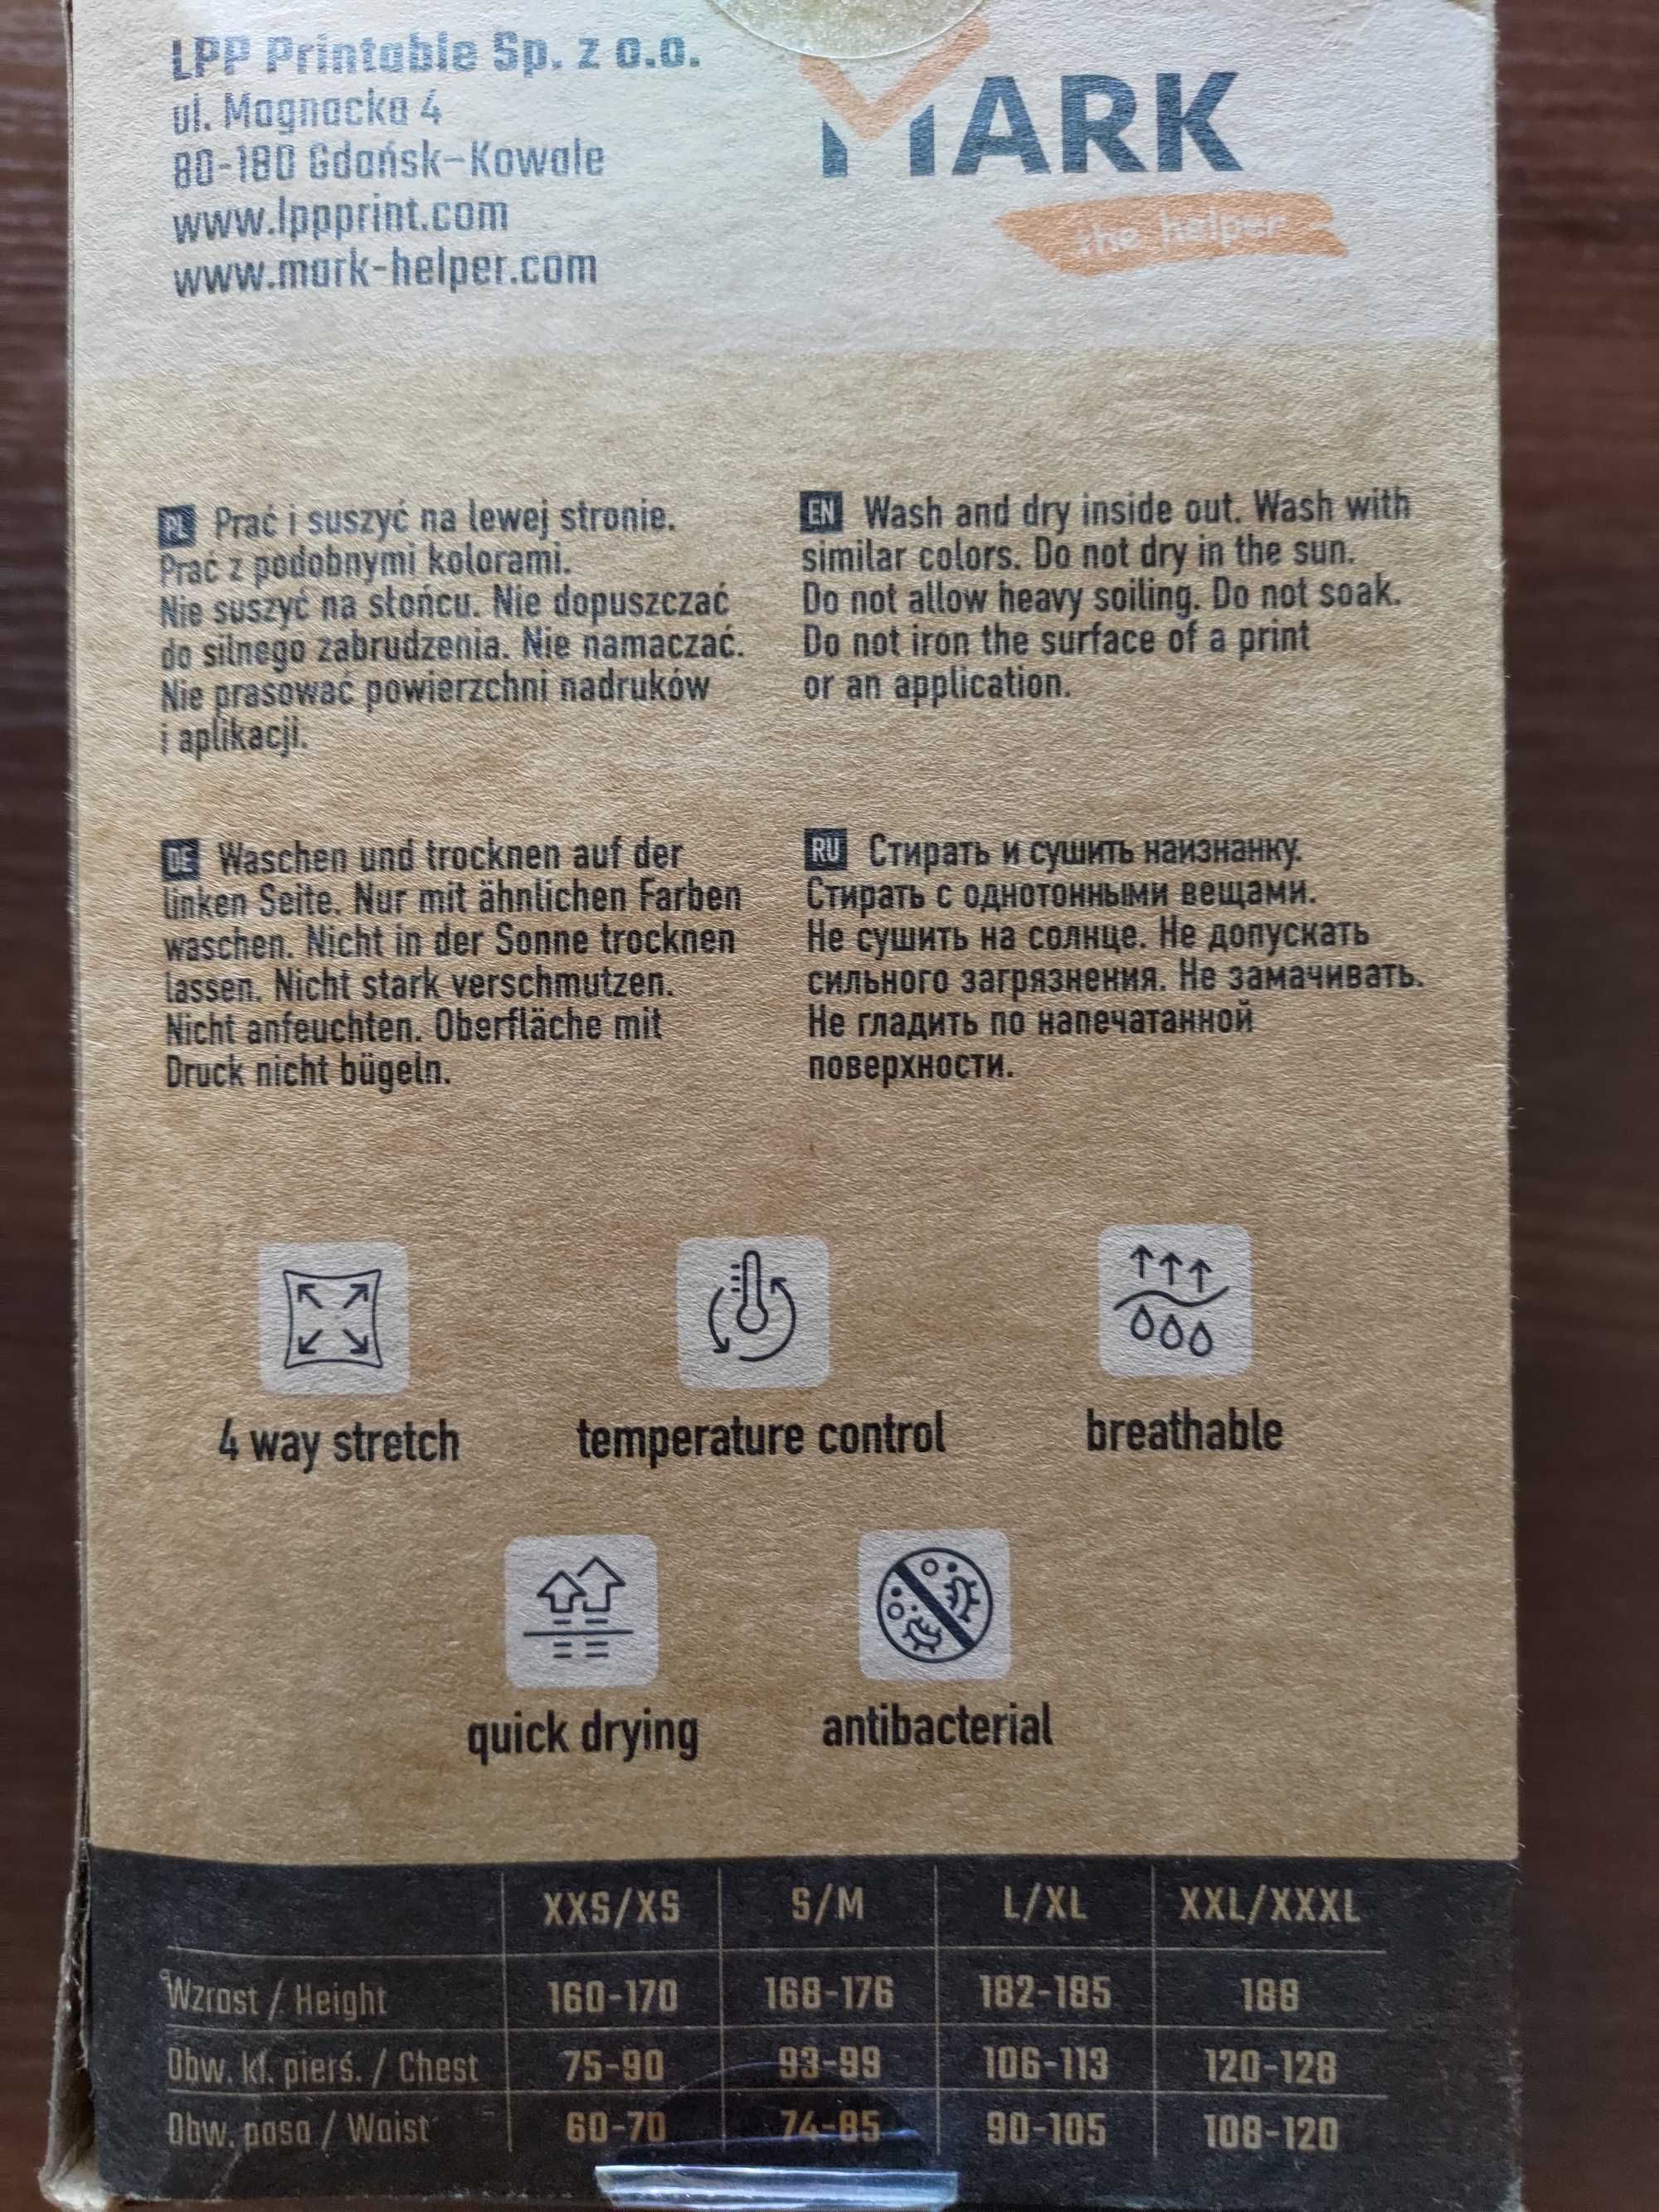 LPP Printable Sp. z o.o.
ul. Magnacka 4
80-180 Gdańsk-Kowale
www.lppprint.com
www.mark-helper.com
MARK
the helper
PL Prać i suszyć na lewej stronie.
Prać z podobnymi kolorami.
Nie suszyć na słońcu. Nie dopuszczać
do silnego zabrudzenia. Nie namaczać.
Nie prasować powierzchni nadruków
i aplikacji.
EN Wash and dry inside out. Wash with
similar colors. Do not dry in the sun.
Do not allow heavy soiling. Do not soak.
Do not iron the surface of a print
or an application.
DE Waschen und trocknen auf der
linken Seite. Nur mit ähnlichen Farben
waschen. Nicht in der Sonne trocknen
lassen. Nicht stark verschmutzen.
Nicht anfeuchten. Oberfläche mit
Druck nicht bügeln.
RU Стирать и сушить наизнанку.
Стирать с однотонными вещами.
Не сушить на солнце. Не допускать
сильного загрязнения. Не замачивать.
Не гладить по напечатанной
поверхности.
4 way stretch
temperature control
breathable
quick drying
antibacterial
XXS/XS S/M L/XL XXL/XXXL
Wzrost / Height 160-170 168-176 182-185 188
Obw. kl. pierś. / Chest 75-90 93-99 106-113 120-128
Obw. pasa / Waist 60-70 74-85 90-105 108-120